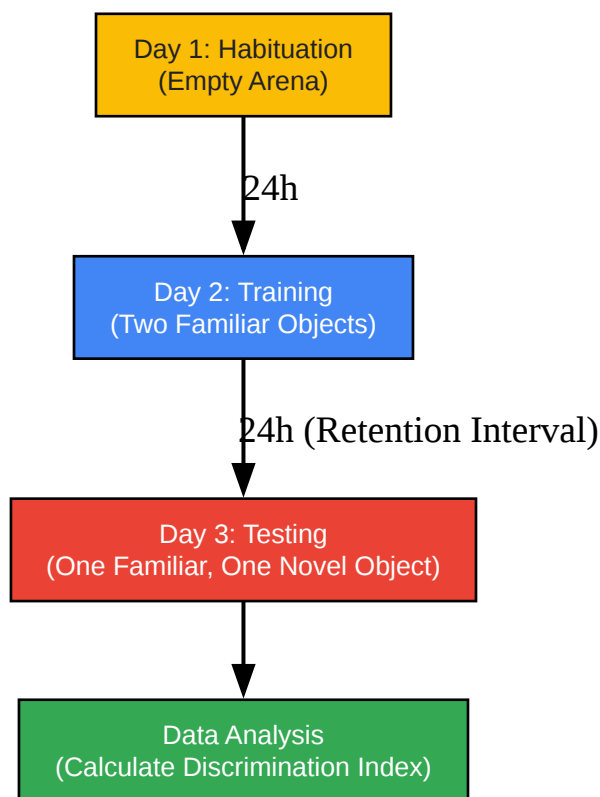 Day 1: Habituation
(Empty Arena)
24h
Day 2: Training
(Two Familiar Objects)
24h (Retention Interval)
Day 3: Testing
(One Familiar, One Novel Object)
Data Analysis
(Calculate Discrimination Index)